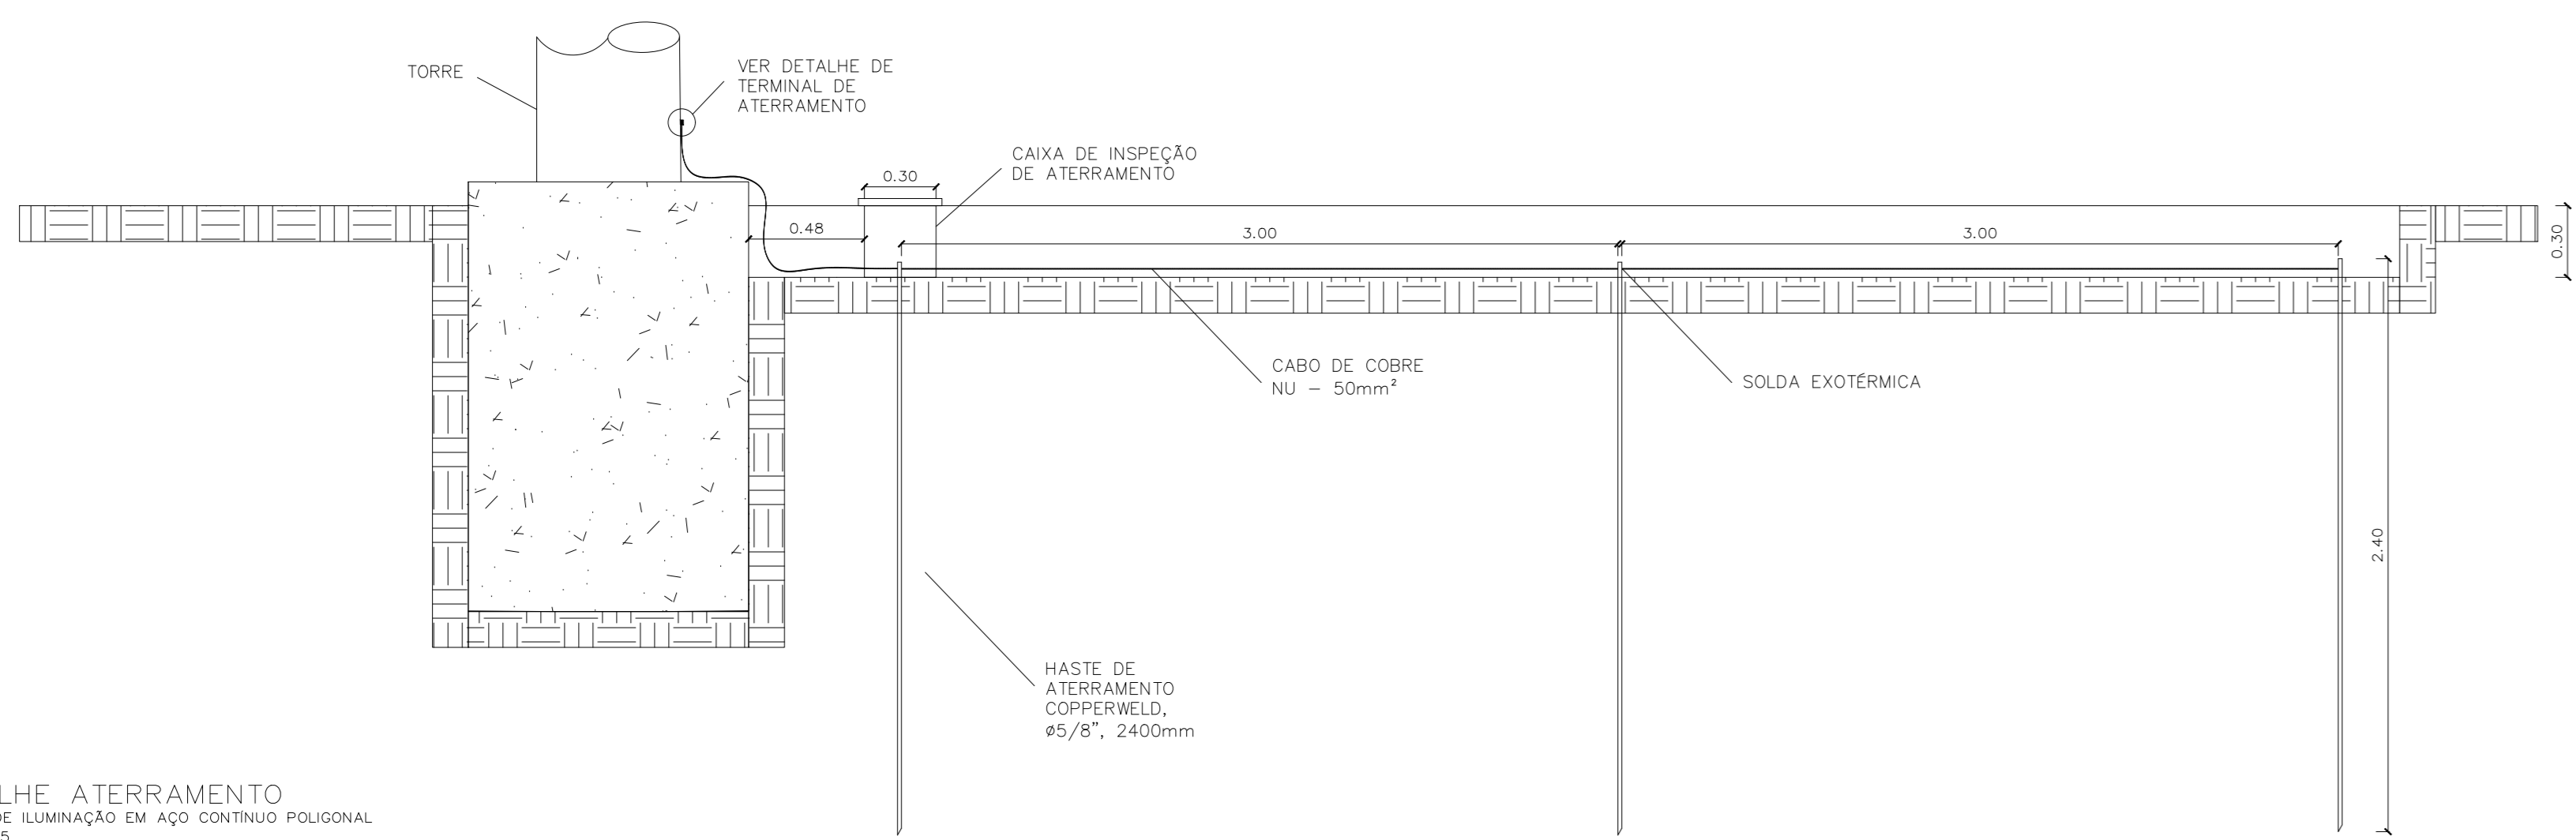 TORRE
VER DETALHE DE
TERMINAL DE
ATERRAMENTO
CAIXA DE INSPEÇÃO
DE ATERRAMENTO
0.30
0.48
3.00
3.00
0.30
CABO DE COBRE
NU – 50mm²
SOLDA EXOTÉRMICA
2.40
HASTE DE
ATERRAMENTO
COPPERWELD,
ø5/8", 2400mm
LHE ATERRAMENTO
DE ILUMINAÇÃO EM AÇO CONTÍNUO POLIGONAL
5